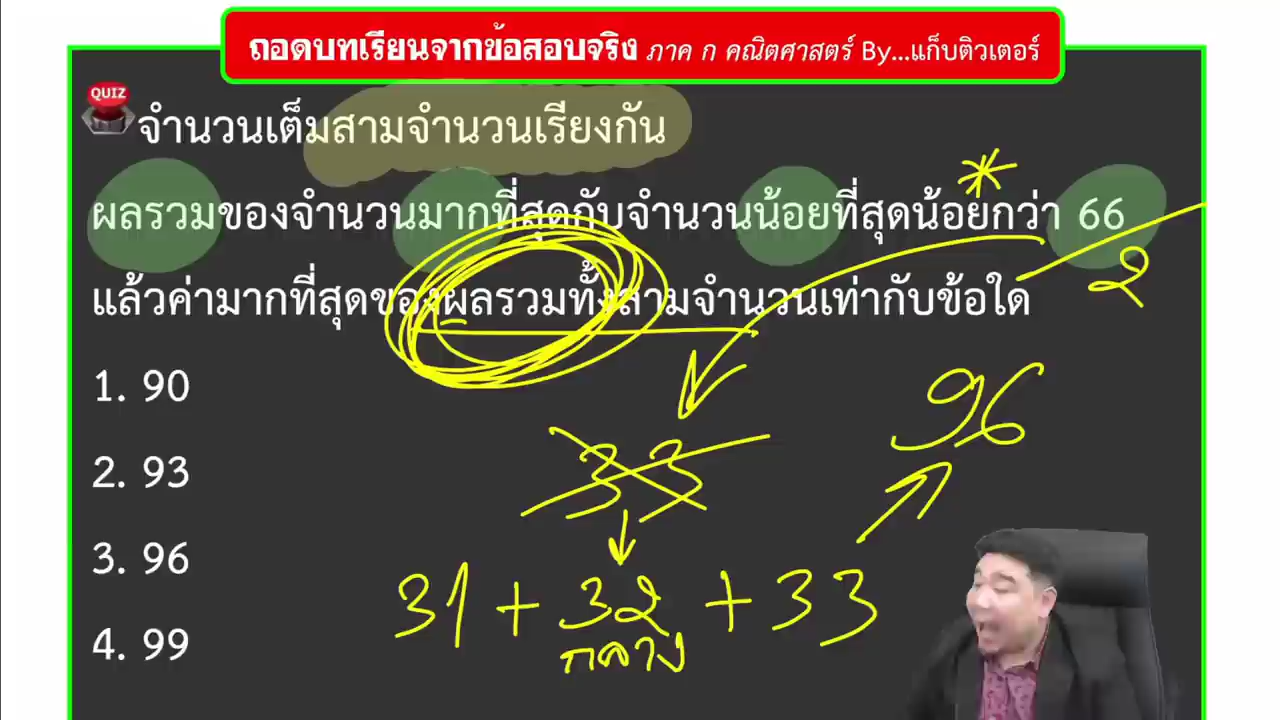 ถอดบทเรียนจากข้อสอบจริง ภาค ก คณิตศาสตร์ By...แก็บติวเตอร์
QUIZ
จำนวนเต็มสามจำนวนเรียงกัน
ผลรวมของจำนวนมากที่สุดกับจำนวนน้อยที่สุดน้อยกว่า 66
2
แล้วค่ามากที่สุดของผลรวมทั้งสามจำนวนเท่ากับข้อใด
1. 90
96
2. 93
33
3. 96
31 + 32 + 33
กลาง
4. 99